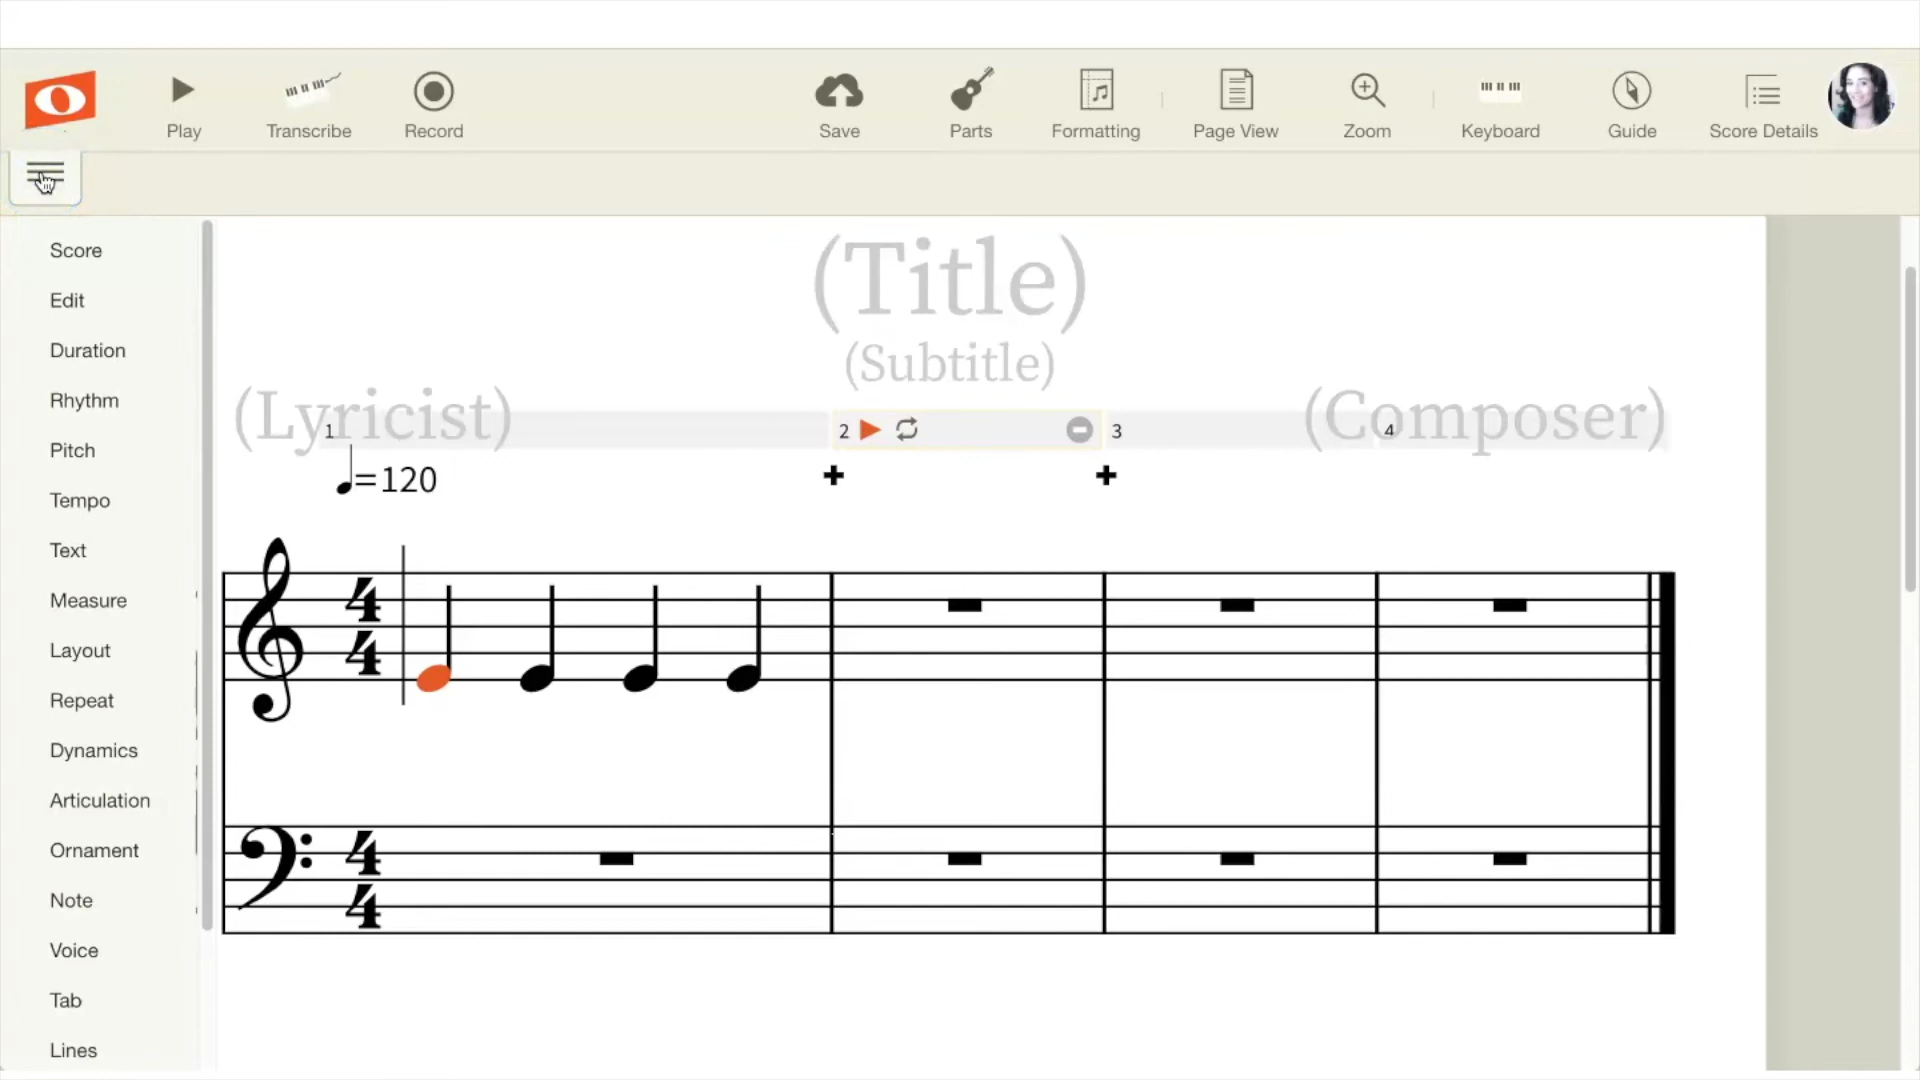 Play
Transcribe
Record
Save
Parts
Formatting
Page View
Zoom
Keyboard
Guide
Score Details
Score
Edit
Duration
Rhythm
Pitch
Tempo
Text
Measure
Layout
Repeat
Dynamics
Articulation
Ornament
Note
Voice
Tab
Lines
(Title)
(Subtitle)
(Lyricist)
(Composer)
1
2
3
4
=120
4
4
4
4